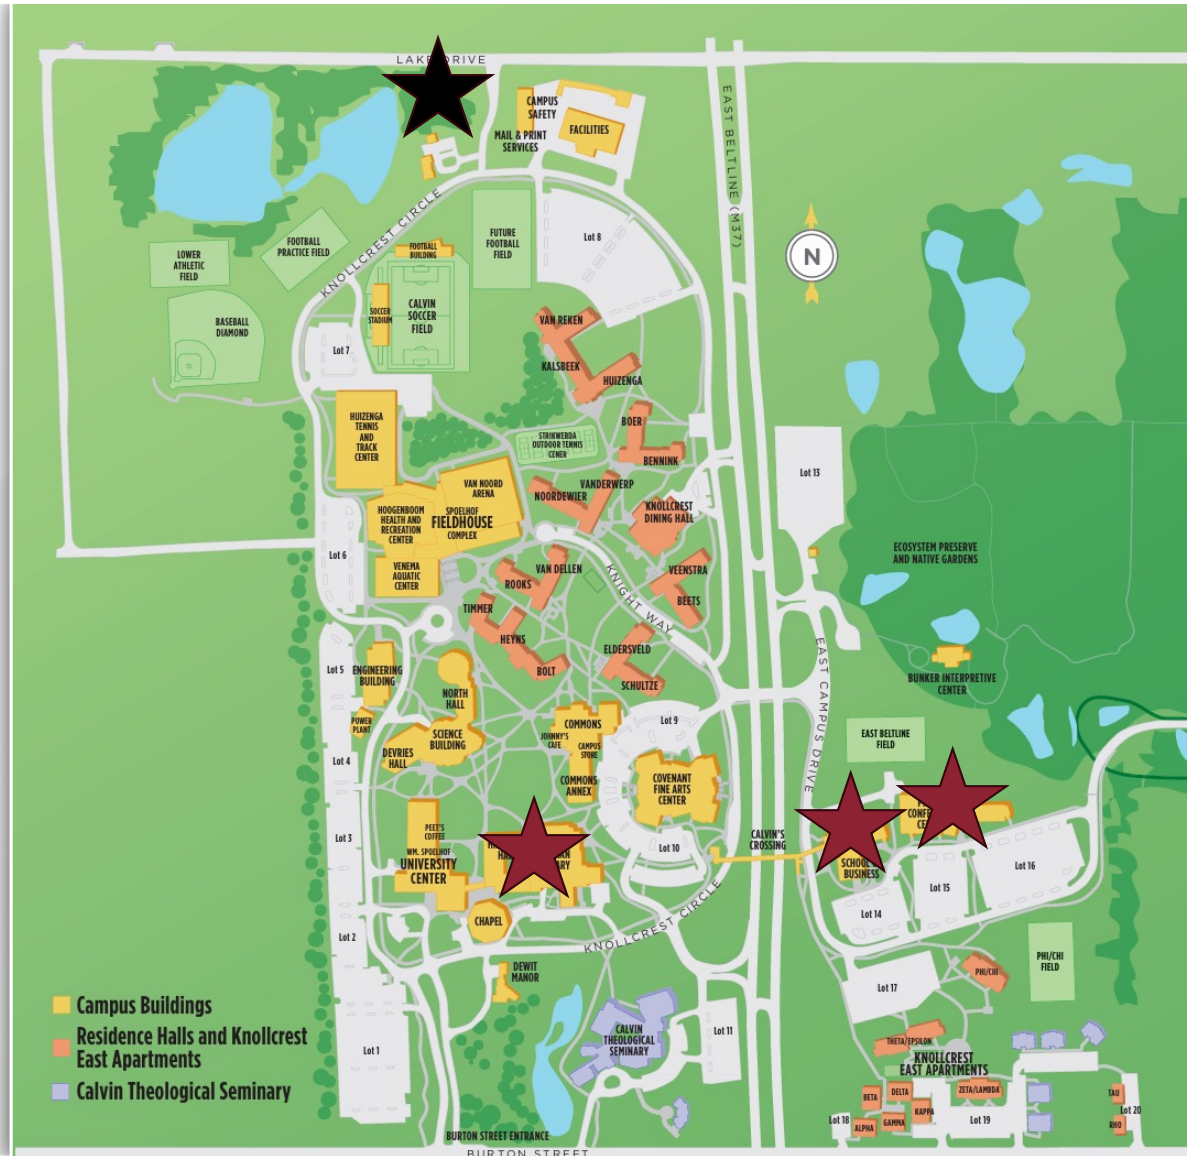 LAKE DRIVE
CAMPUS
SAFETY
FACILITIES
MAIL & PRINT
SERVICES
EAST BELTLINE (M37)
KNOLLCREST CIRCLE
FUTURE
FOOTBALL
FIELD
Lot 8
N
LOWER
ATHLETIC
FIELD
FOOTBALL
PRACTICE FIELD
FOOTBALL
BUILDING
SOCCER
STADIUM
CALVIN
SOCCER
FIELD
BASEBALL
DIAMOND
Lot 7
VAN REKEN
KALSBEEK
HUIZENGA
HUIZENGA
TENNIS
AND
TRACK
CENTER
BOER
BENNINK
STRIKWERDA
OUTDOOR TENNIS
CENER
VAN NOORD
ARENA
NOORDEWIER
VANDERWERP
KNOLLCREST
DINING HALL
Lot 13
HOOGENBOOM
HEALTH AND
RECREATION
CENTER
SPOELHOF
FIELDHOUSE
COMPLEX
Lot 6
VENEMA
AQUATIC
CENTER
ECOSYSTEM PRESERVE
AND NATIVE GARDENS
VAN DELLEN
ROOKS
KNIGHT WAY
VEENSTRA
BEETS
TIMMER
HEYNS
BOLT
ELDERSVELD
SCHULTZE
EAST CAMPUS DRIVE
BUNKER INTERPRETIVE
CENTER
Lot 5
ENGINEERING
BUILDING
NORTH
HALL
POWER
PLANT
SCIENCE
BUILDING
DEVRIES
HALL
COMMONS
JOHNNY'S
CAFE
CAMPUS
STORE
COMMONS
ANNEX
Lot 9
EAST BELTLINE
FIELD
Lot 4
COVENANT
FINE ARTS
CENTER
Lot 3
PEET'S
COFFEE
WM. SPOELHOF
UNIVERSITY
CENTER
Lot 10
CALVIN'S
CROSSING
SCHOOL
BUSINESS
Lot 16
Lot 15
Lot 14
CHAPEL
KNOLLCREST CIRCLE
Lot 2
DEWIT
MANOR
PHI/CHI
PHI/CHI
FIELD
Lot 17
Campus Buildings
Residence Halls and Knollcrest
East Apartments
Calvin Theological Seminary
CALVIN
THEOLOGICAL
SEMINARY
Lot 11
Lot 1
THETA/EPSILON
KNOLLCREST
EAST APARTMENTS
BETA
DELTA
ZETA/LAMBDA
KAPPA
TAU
Lot 20
Lot 18
ALPHA
GAMMA
Lot 19
RHO
BURTON STREET ENTRANCE
BURTON STREET